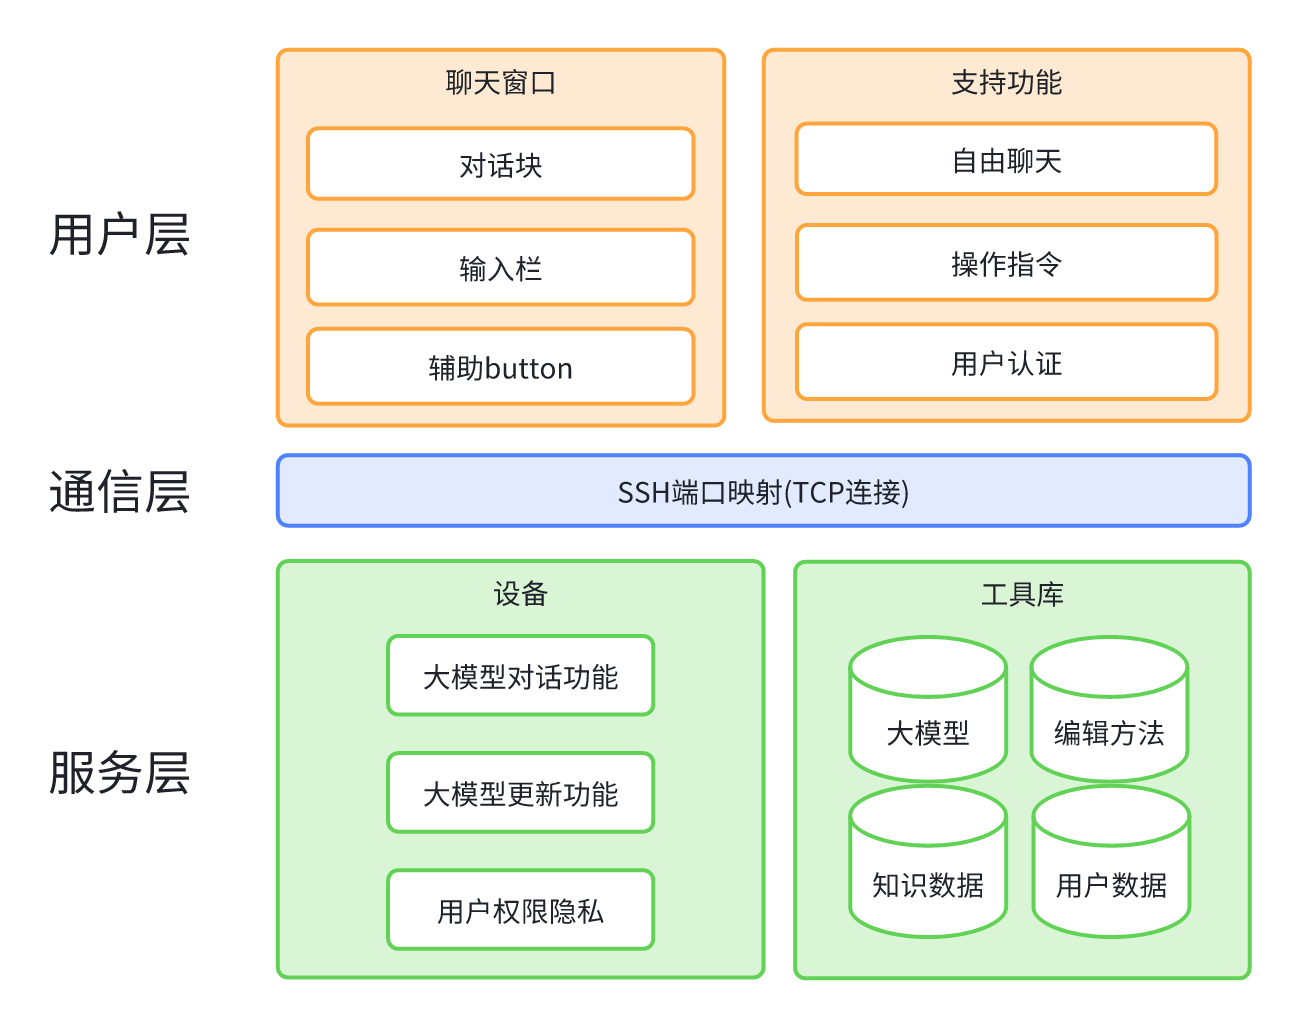 用户层
聊天窗口
对话块
输入栏
辅助button
支持功能
自由聊天
操作指令
用户认证
通信层
SSH端口映射(TCP连接)
服务层
设备
大模型对话功能
大模型更新功能
用户权限隐私
工具库
大模型
编辑方法
知识数据
用户数据